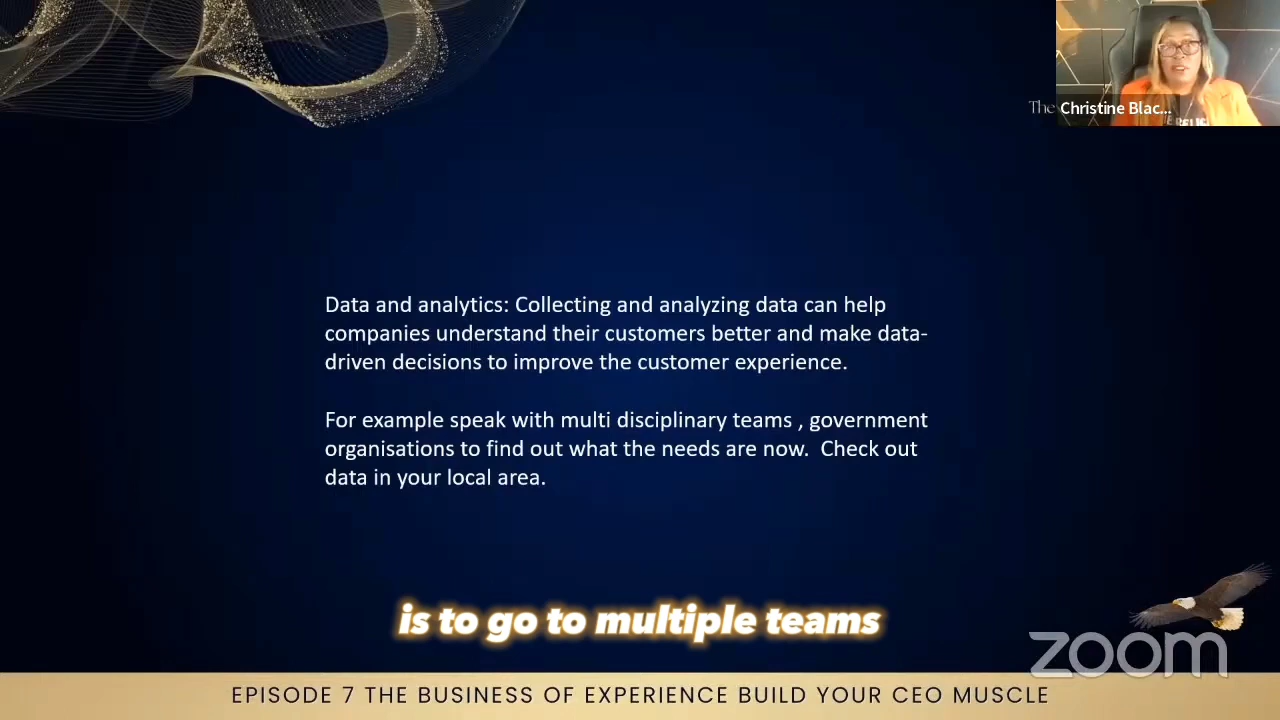 The
Christine Blac...
Data and analytics: Collecting and analyzing data can help
companies understand their customers better and make data-
driven decisions to improve the customer experience.
For example speak with multi disciplinary teams , government
organisations to find out what the needs are now.  Check out
data in your local area.
is to go to multiple teams
zoom
EPISODE 7 THE BUSINESS OF EXPERIENCE BUILD YOUR CEO MUSCLE